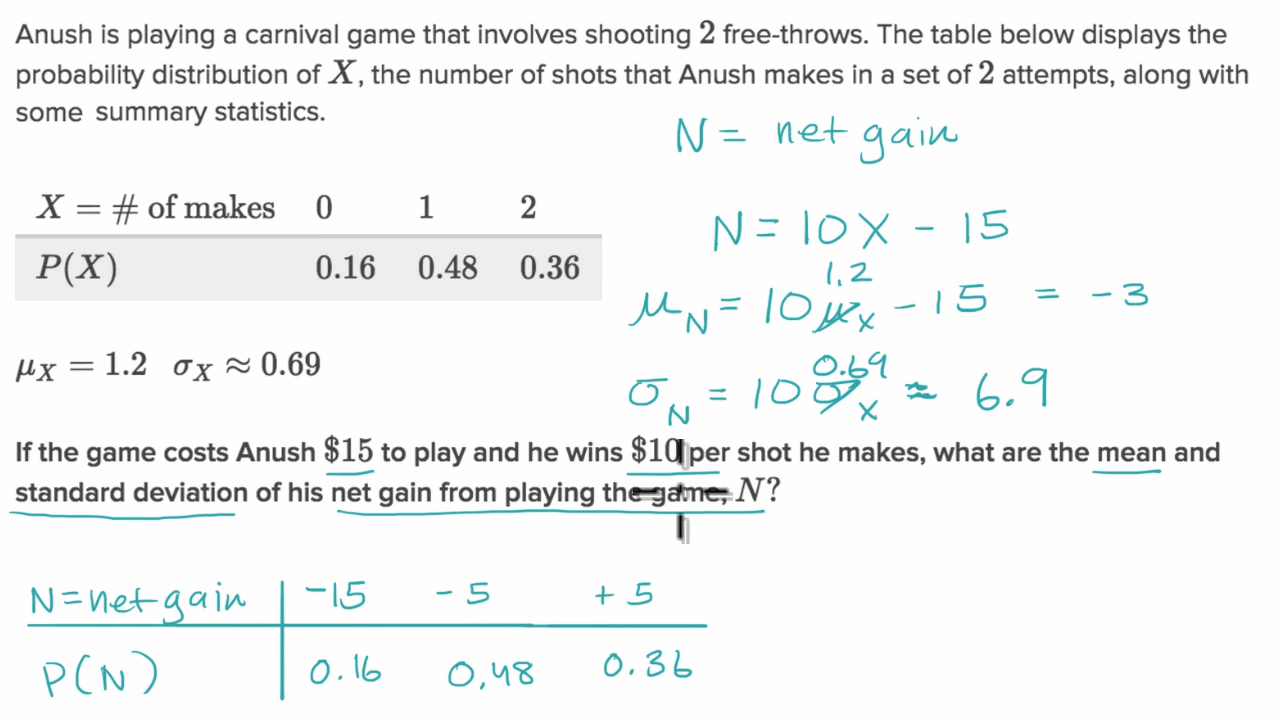 Anush is playing a carnival game that involves shooting 2 free-throws. The table below displays the
probability distribution of X, the number of shots that Anush makes in a set of 2 attempts, along with
some summary statistics.
N = net gain
X = # of makes 0 1 2
P(X) 0.16 0.48 0.36
N = 10X - 15
1.2
μN = 10μX - 15 = -3
μX = 1.2 σX ≈ 0.69
0.69
σN = 10σX ≈ 6.9
If the game costs Anush $15 to play and he wins $10 per shot he makes, what are the mean and
standard deviation of his net gain from playing the game, N?
N=net gain -15 -5 +5
P(N) 0.16 0.48 0.36